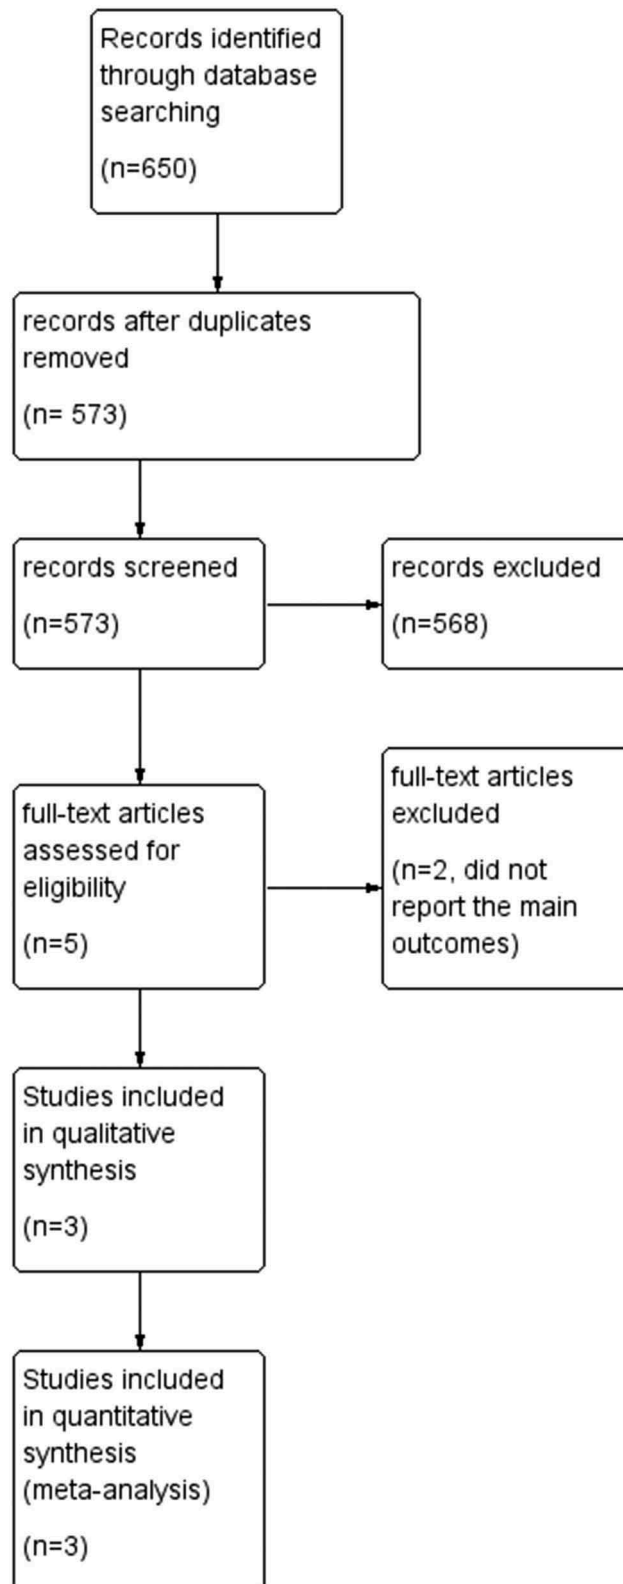 Records identified
through database
searching
(n=650)
records after duplicates
removed
(n= 573)
records screened
(n=573)
records excluded
(n=568)
full-text articles
assessed for
eligibility
(n=5)
full-text articles
excluded
(n=2, did not
report the main
outcomes)
Studies included
in qualitative
synthesis
(n=3)
Studies included
in quantitative
synthesis
(meta-analysis)
(n=3)